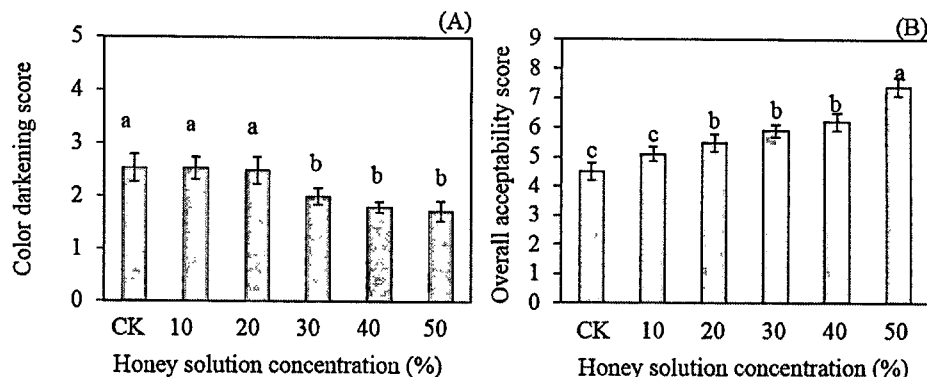 (A)
Color darkening score
5
4
3
2
1
0
a a a b b b
CK 10 20 30 40 50
Honey solution concentration (%)
(B)
Overall acceptability score
9
8
7
6
5
4
3
2
1
0
c c b b b a
CK 10 20 30 40 50
Honey solution concentration (%)